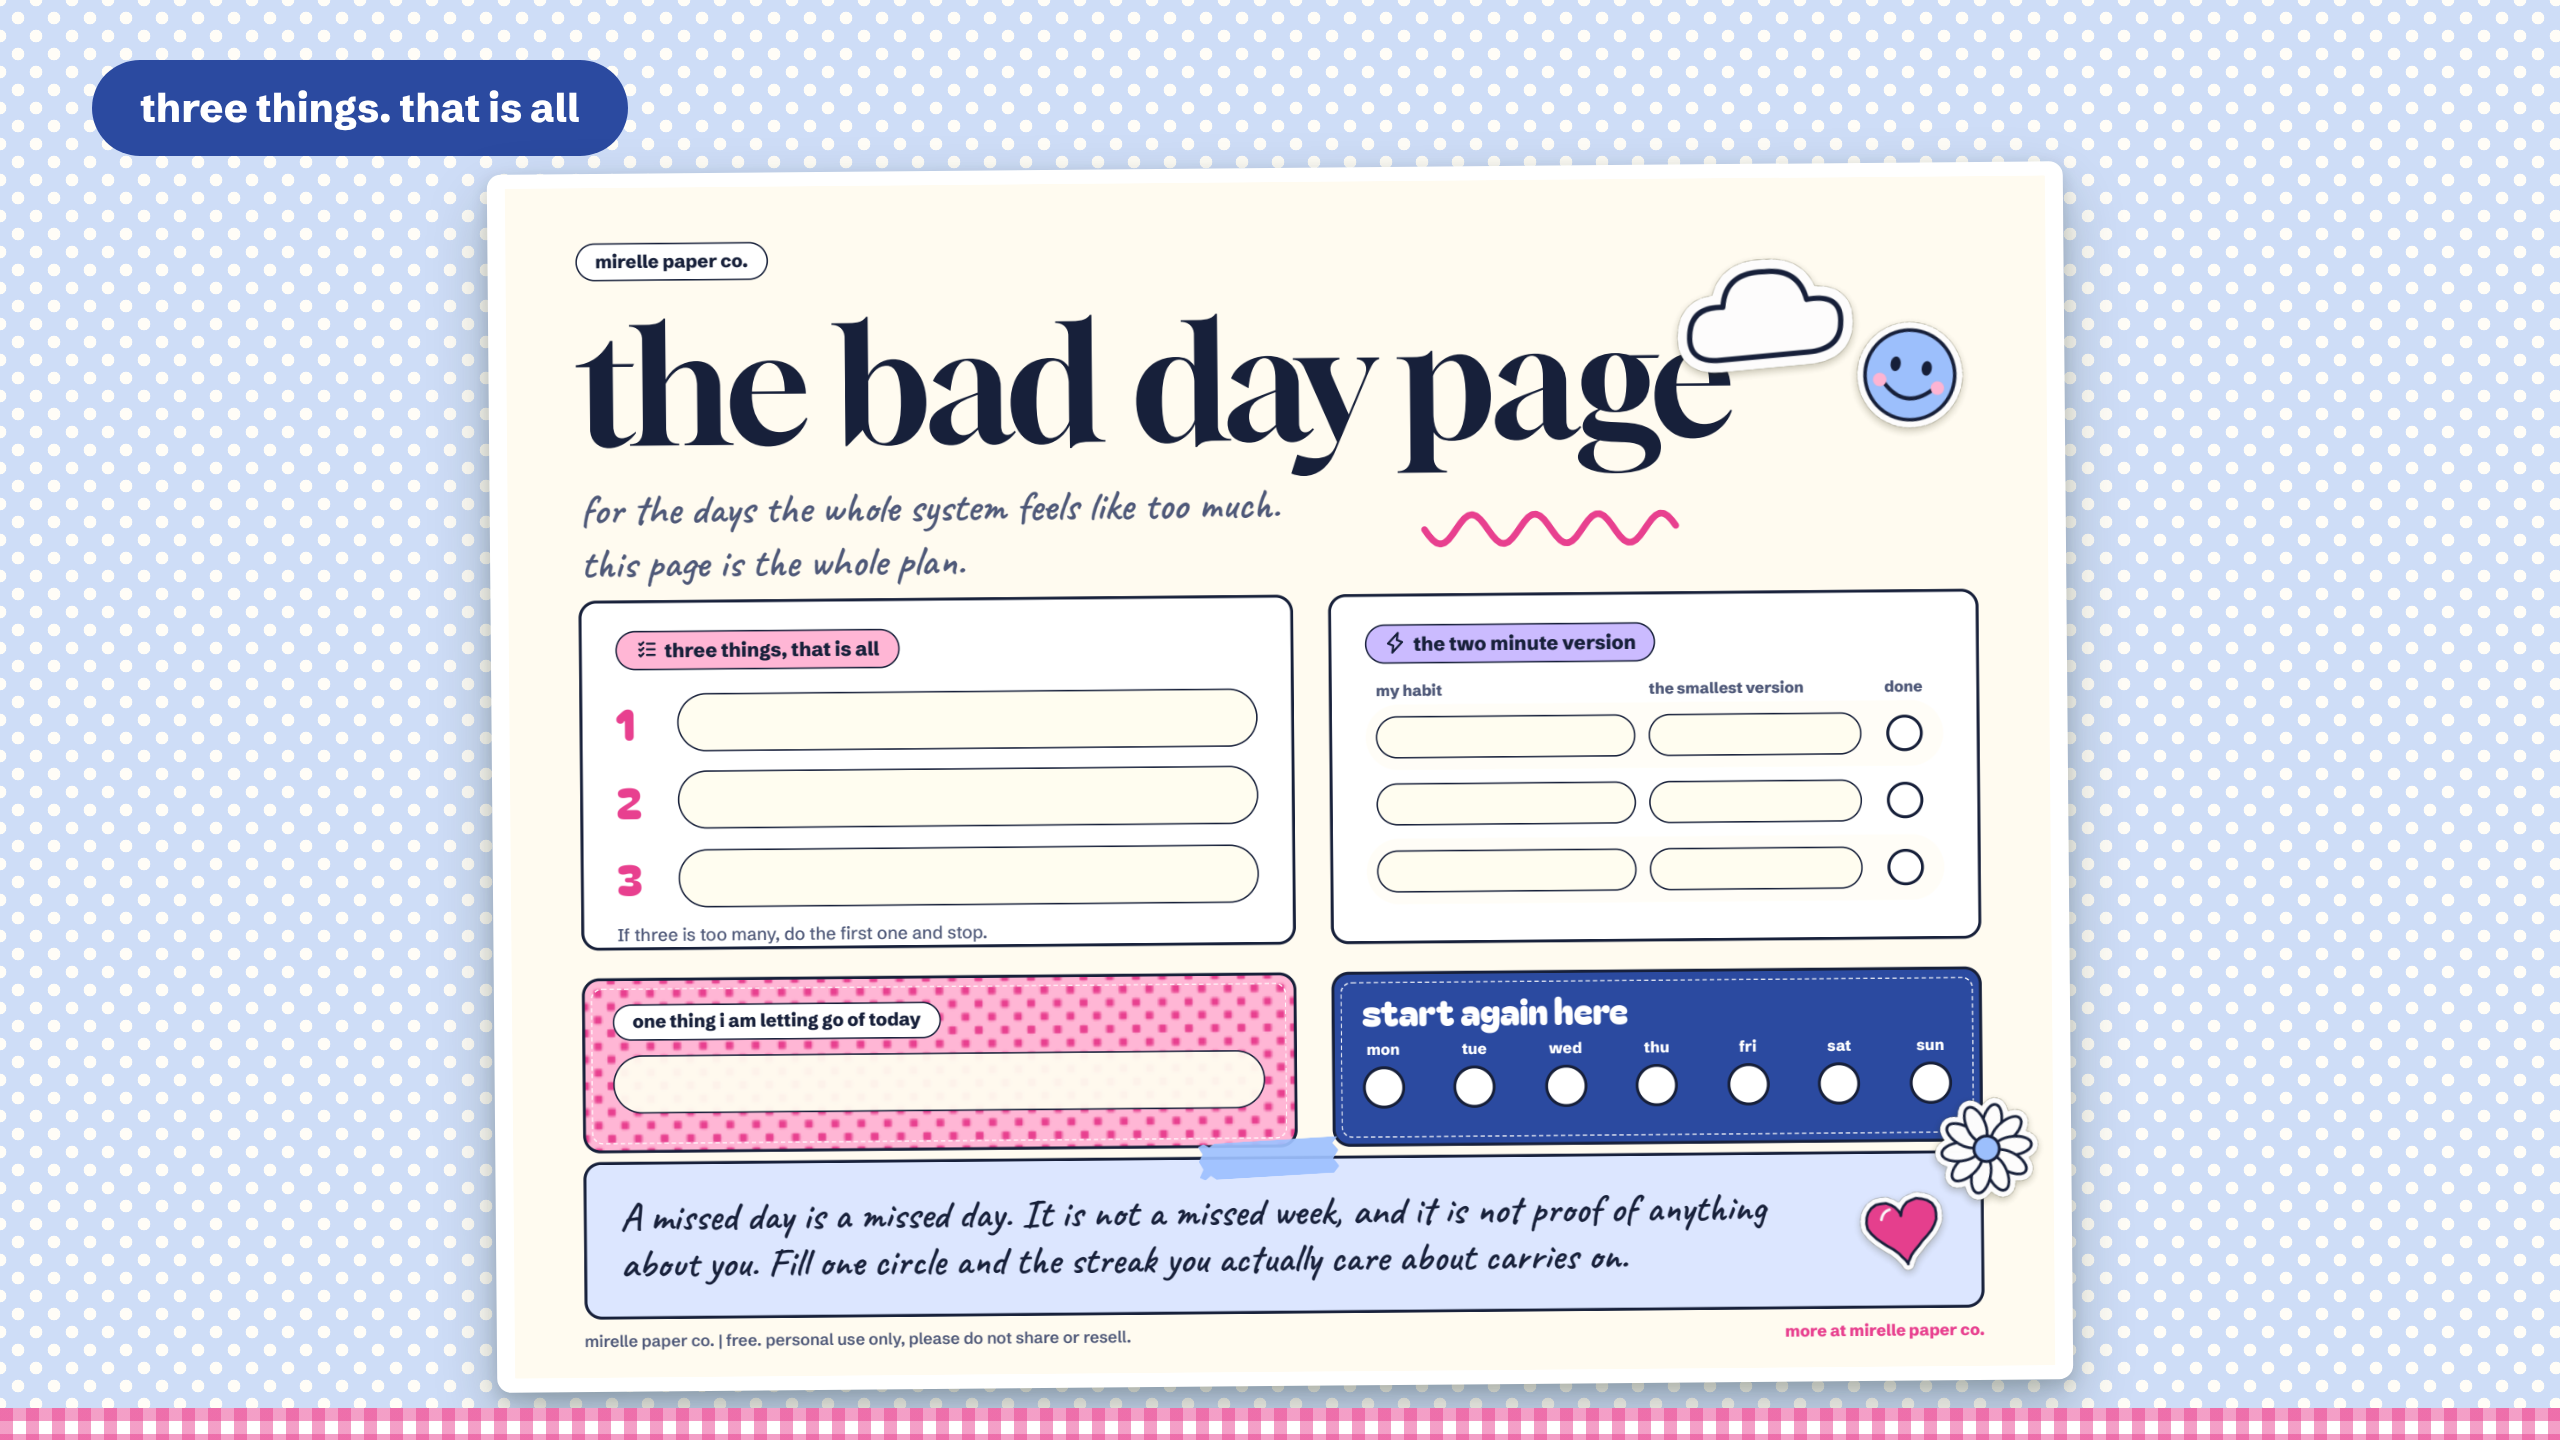 three things. that is all
mirelle paper co.
the bad day page
for the days the whole system feels like too much.
this page is the whole plan.
three things, that is all
1
2
3
If three is too many, do the first one and stop.
the two minute version
my habit the smallest version done
one thing i am letting go of today
start again here
mon tue wed thu fri sat sun
A missed day is a missed day. It is not a missed week, and it is not proof of anything
about you. Fill one circle and the streak you actually care about carries on.
mirelle paper co. | free. personal use only, please do not share or resell.
more at mirelle paper co.